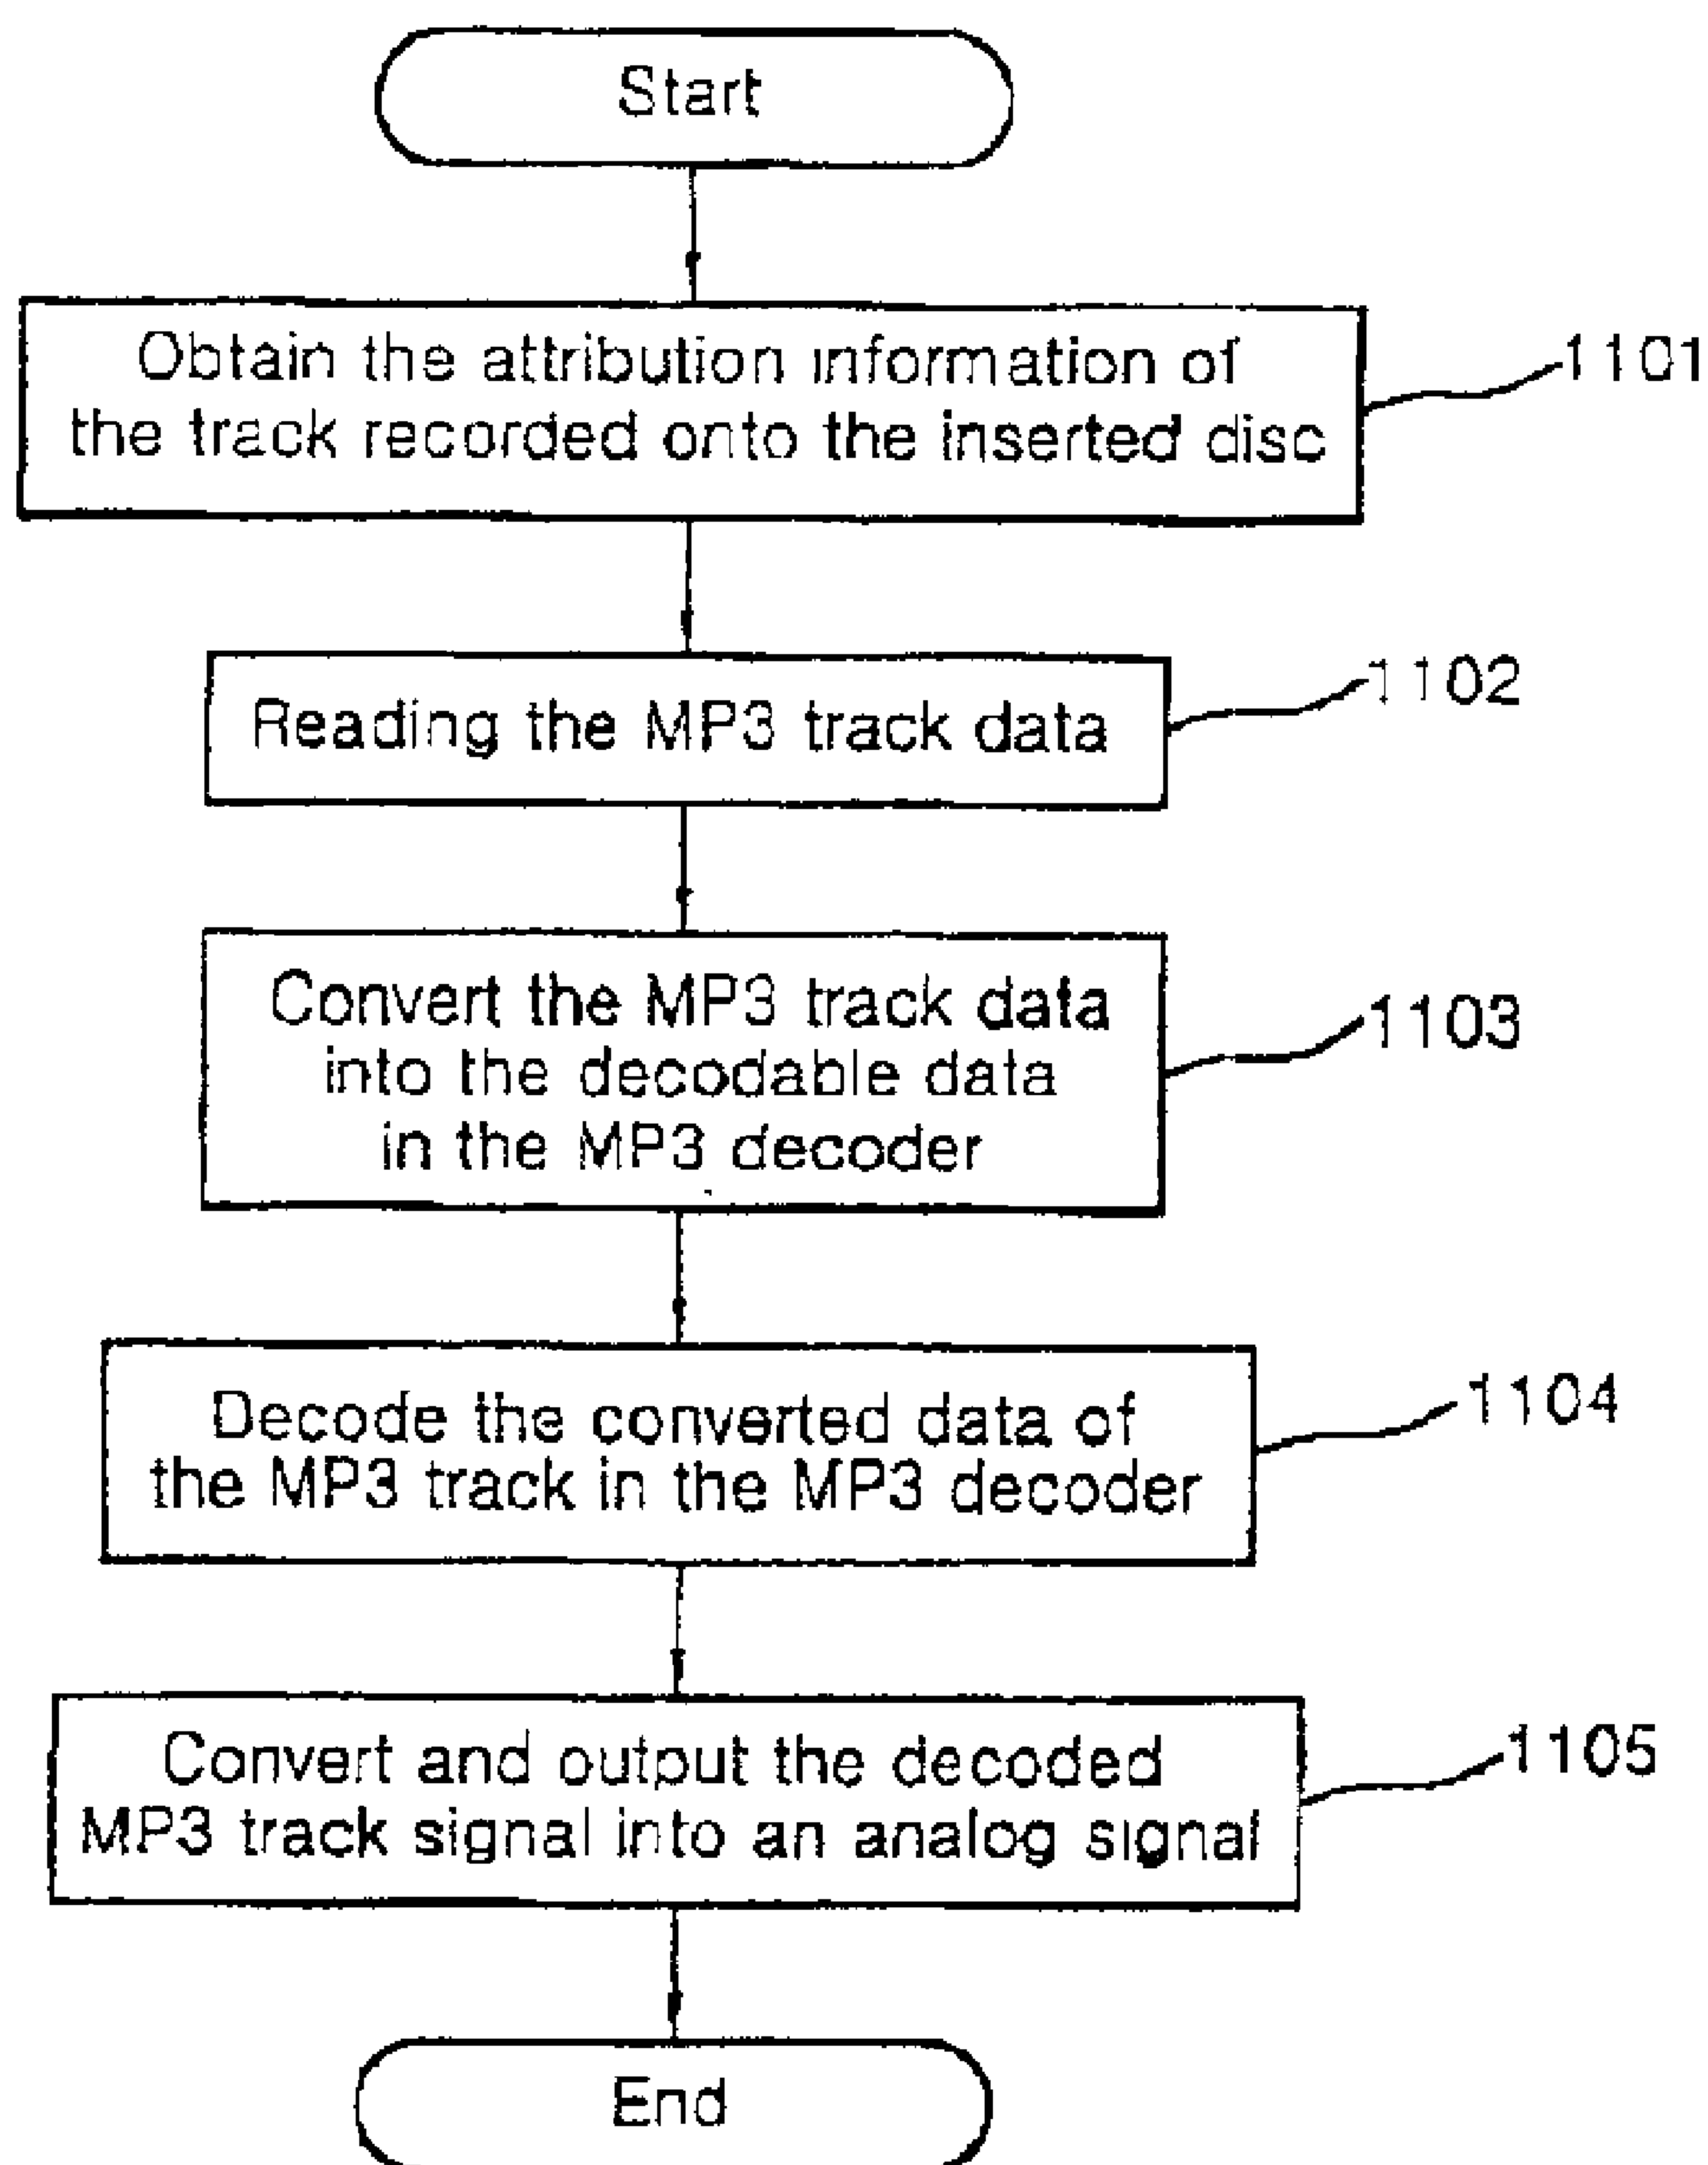 Start
Obtain the attribution information of
the track recorded onto the inserted disc
1101
Reading the MP3 track data
1102
Convert the MP3 track data
into the decodable data
in the MP3 decoder
1103
Decode the converted data of
the MP3 track in the MP3 decoder
1104
Convert and output the decoded
MP3 track signal into an analog signal
1105
End